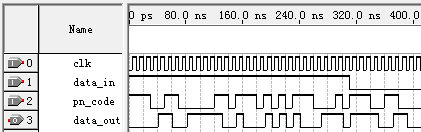 Name
0 ps 80.0 ns 160.0 ns 240.0 ns 320.0 ns 400.0 ns
0 clk
1 data_in
2 pn_code
3 data_out